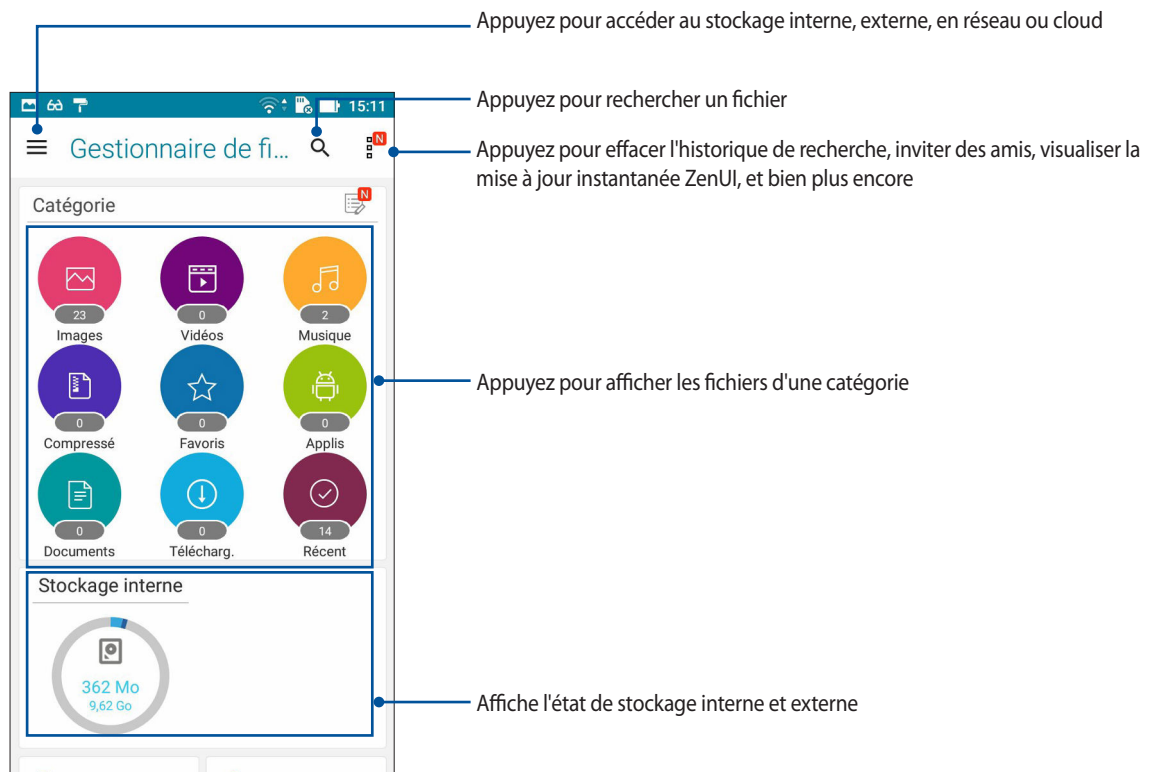 Appuyez pour accéder au stockage interne, externe, en réseau ou cloud
15:11
Appuyez pour rechercher un fichier
Gestionnaire de fi...
N
Appuyez pour effacer l'historique de recherche, inviter des amis, visualiser la
mise à jour instantanée ZenUI, et bien plus encore
Catégorie
N
23
0
2
Images
Vidéos
Musique
Appuyez pour afficher les fichiers d'une catégorie
0
0
0
Compressé
Favoris
Applis
0
0
14
Documents
Télécharg.
Récent
Stockage interne
362 Mo
9,62 Go
Affiche l'état de stockage interne et externe